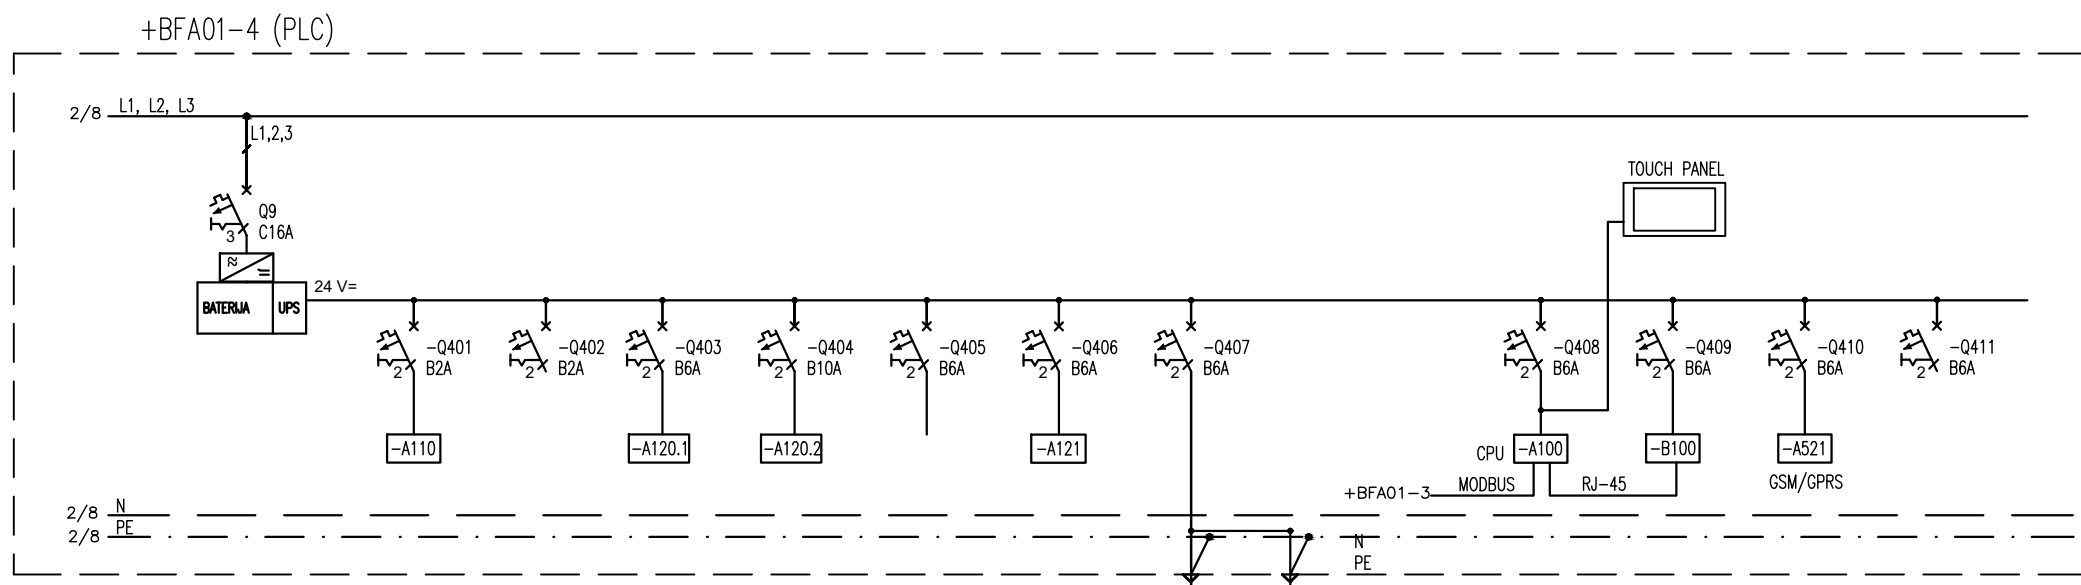 +BFA01-4 (PLC)
2/8 L1, L2, L3
L1,2,3
TOUCH PANEL
Q9
C16A
3
≈
=
24 V=
BATERIJA UPS
-Q401 -Q402 -Q403 -Q404 -Q405 -Q406 -Q407 -Q408 -Q409 -Q410 -Q411
2 B2A 2 B2A 2 B6A 2 B10A 2 B6A 2 B6A 2 B6A 2 B6A 2 B6A 2 B6A 2 B6A
-A110 -A120.1 -A120.2 -A121 CPU -A100 -B100 -A521
+BFA01-3 MODBUS RJ-45 GSM/GPRS
2/8 N
2/8 PE
N
PE